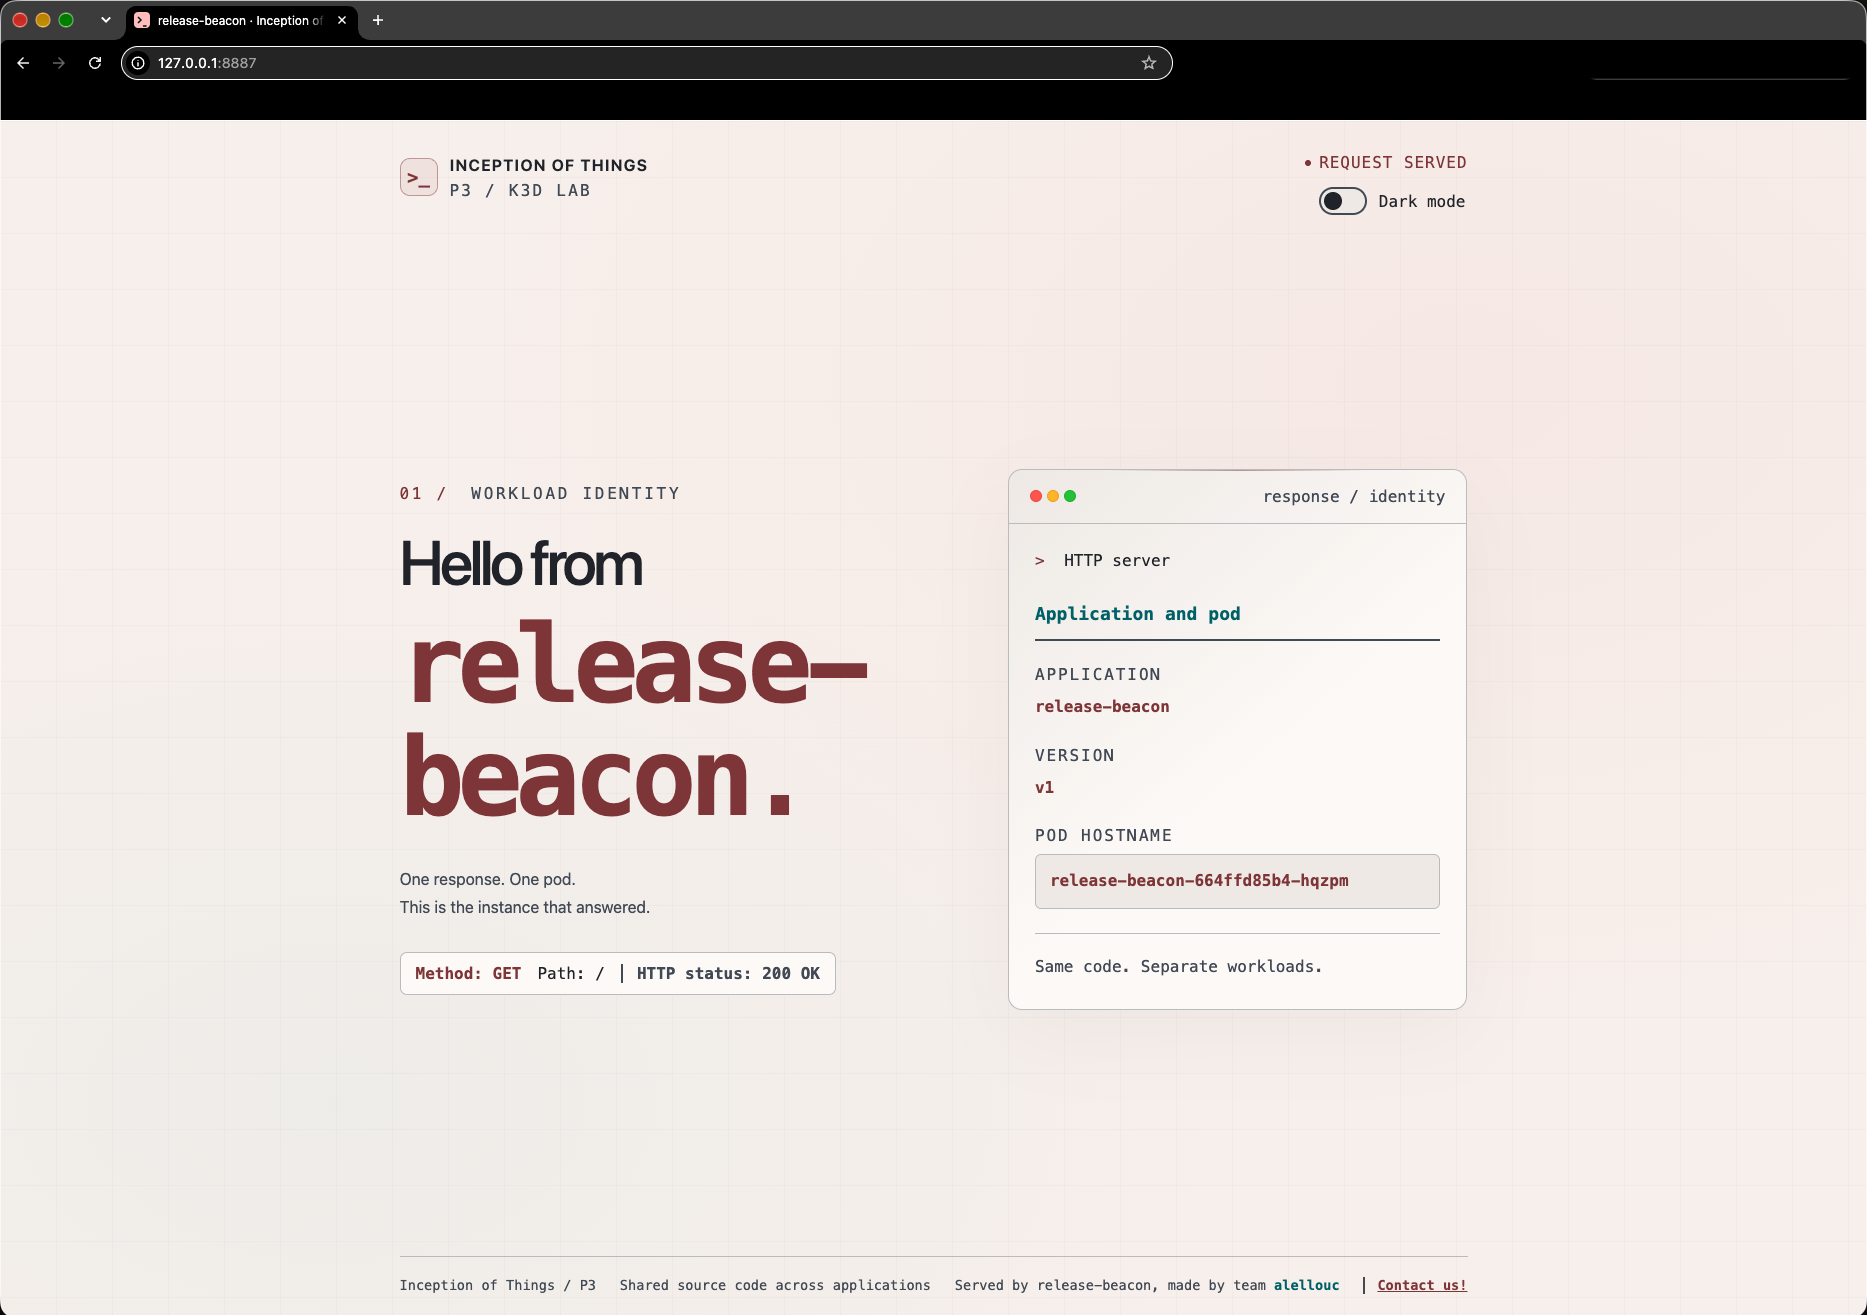 release-beacon · Inception of
127.0.0.1:8887
>_
INCEPTION OF THINGS
P3 / K3D LAB
• REQUEST SERVED
Dark mode
01 / WORKLOAD IDENTITY
Hello from
release-
beacon.
One response. One pod.
This is the instance that answered.
Method: GET Path: / | HTTP status: 200 OK
response / identity
> HTTP server
Application and pod
APPLICATION
release-beacon
VERSION
v1
POD HOSTNAME
release-beacon-664ffd85b4-hqzpm
Same code. Separate workloads.
Inception of Things / P3 Shared source code across applications Served by release-beacon, made by team alellouc | Contact us!